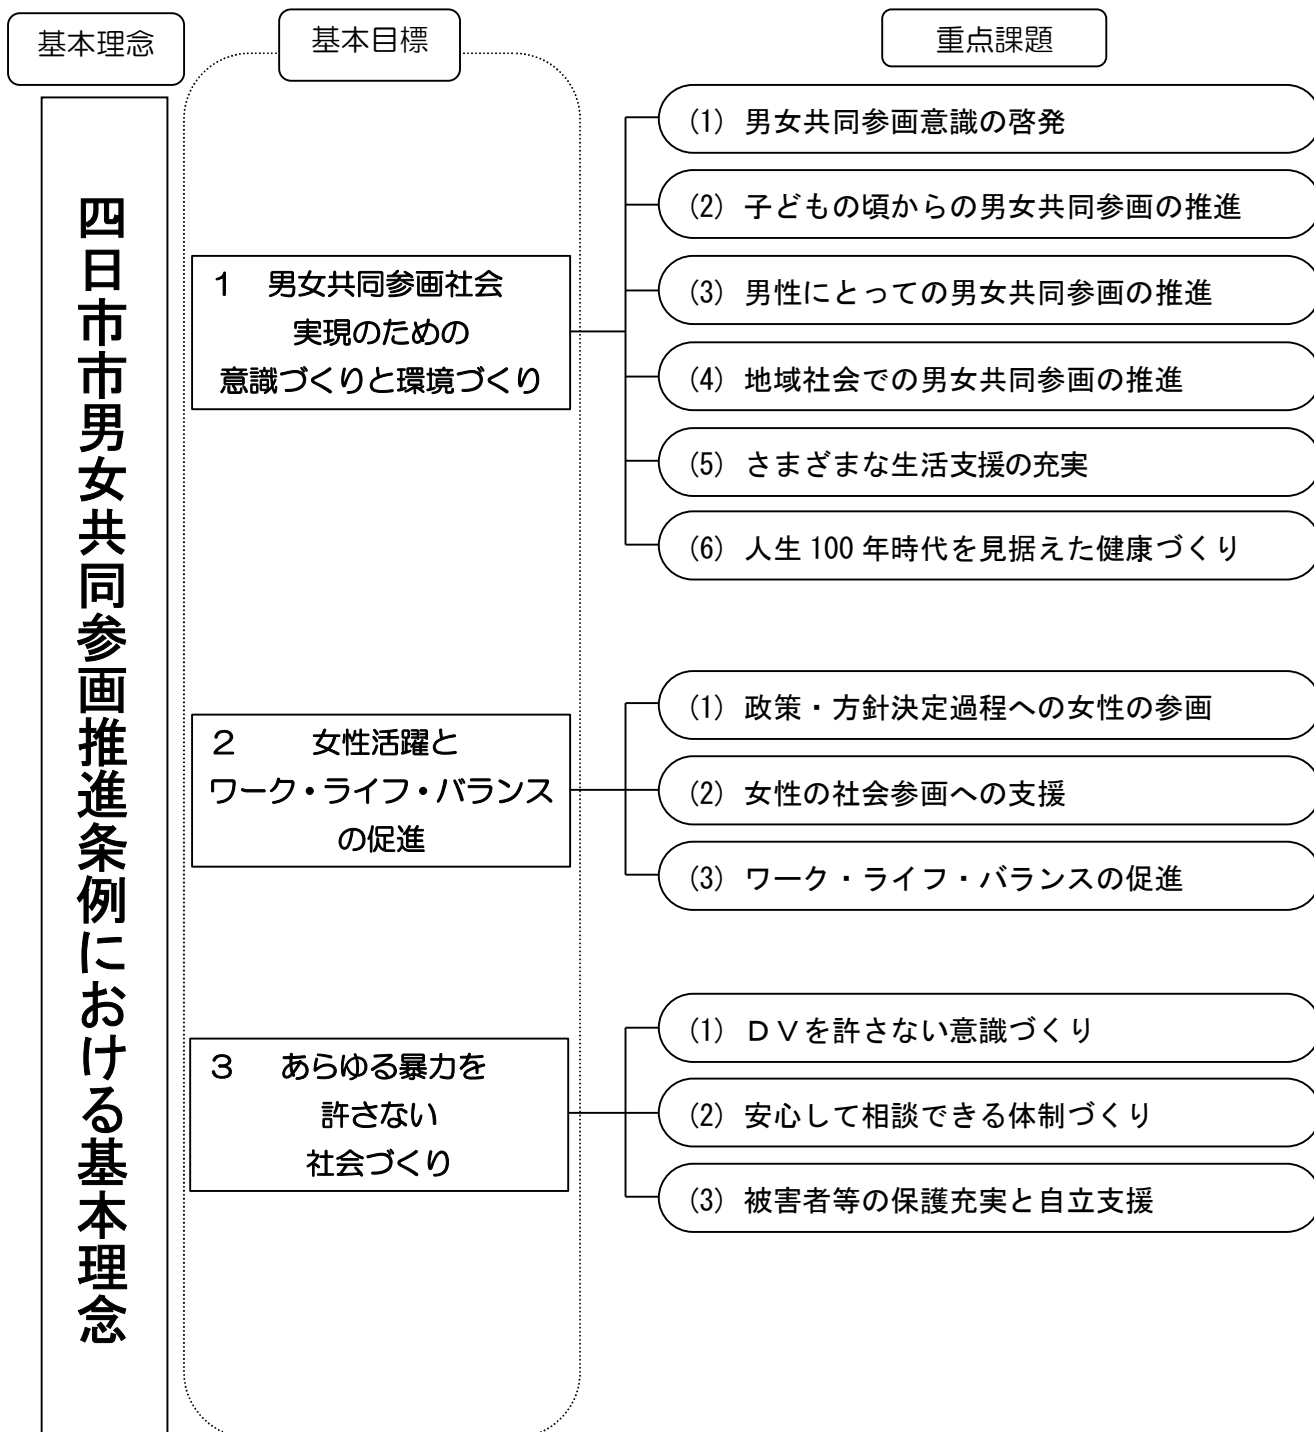 基本理念
基本目標
重点課題
四日市市男女共同参画推進条例における基本理念
1 男女共同参画社会
実現のための
意識づくりと環境づくり
(1) 男女共同参画意識の啓発
(2) 子どもの頃からの男女共同参画の推進
(3) 男性にとっての男女共同参画の推進
(4) 地域社会での男女共同参画の推進
(5) さまざまな生活支援の充実
(6) 人生100年時代を見据えた健康づくり
2 女性活躍と
ワーク・ライフ・バランス
の促進
(1) 政策・方針決定過程への女性の参画
(2) 女性の社会参画への支援
(3) ワーク・ライフ・バランスの促進
3 あらゆる暴力を
許さない
社会づくり
(1) DVを許さない意識づくり
(2) 安心して相談できる体制づくり
(3) 被害者等の保護充実と自立支援